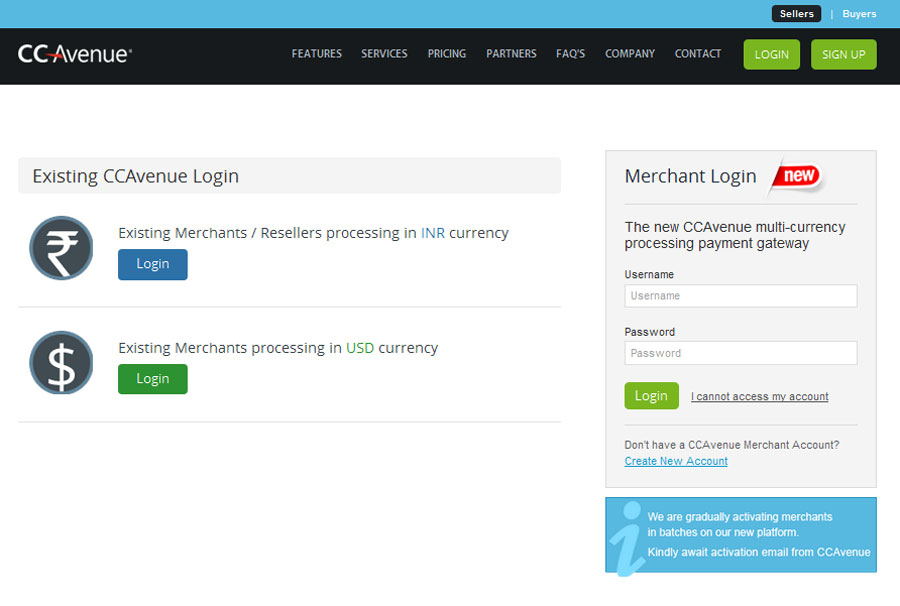 Sellers | Buyers
CCAvenue®
FEATURES SERVICES PRICING PARTNERS FAQ'S COMPANY CONTACT LOGIN SIGN UP
Existing CCAvenue Login
₹
Existing Merchants / Resellers processing in INR currency
Login
$
Existing Merchants processing in USD currency
Login
Merchant Login new
The new CCAvenue multi-currency
processing payment gateway
Username
Username
Password
Password
Login I cannot access my account
Don't have a CCAvenue Merchant Account?
Create New Account
i
We are gradually activating merchants
in batches on our new platform.
Kindly await activation email from CCAvenue